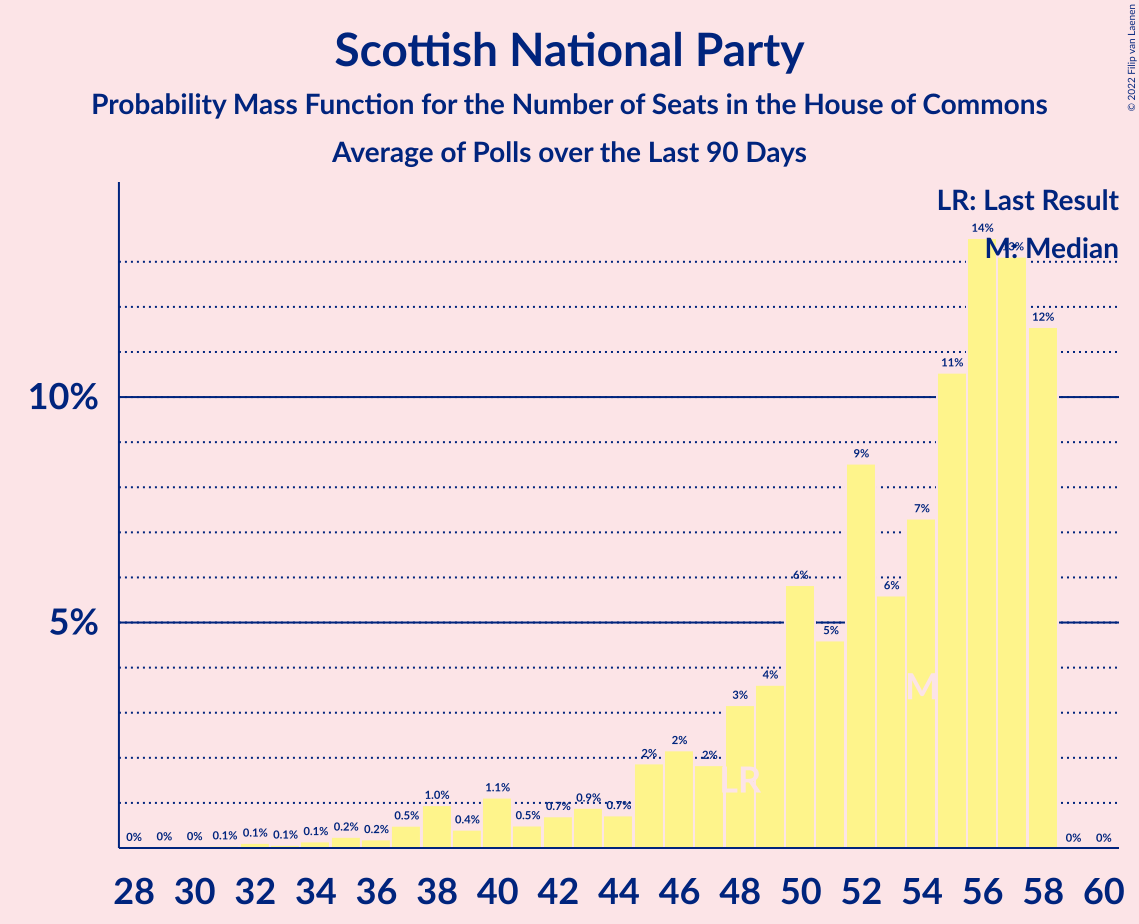 © 2022 Filip van Laenen
Scottish National Party
Probability Mass Function for the Number of Seats in the House of Commons
Average of Polls over the Last 90 Days
LR: Last Result
M: Median
10%
5%
0% 0% 0% 0.1% 0.1% 0.1% 0.1% 0.2% 0.2% 0.5% 1.0% 0.4% 1.1% 0.5% 0.7% 0.9% 0.7% 2% 2% 2% 3% 4% 6% 5% 9% 6% 7% 11% 14% 13% 12% 0% 0%
M
LR
28 30 32 34 36 38 40 42 44 46 48 50 52 54 56 58 60